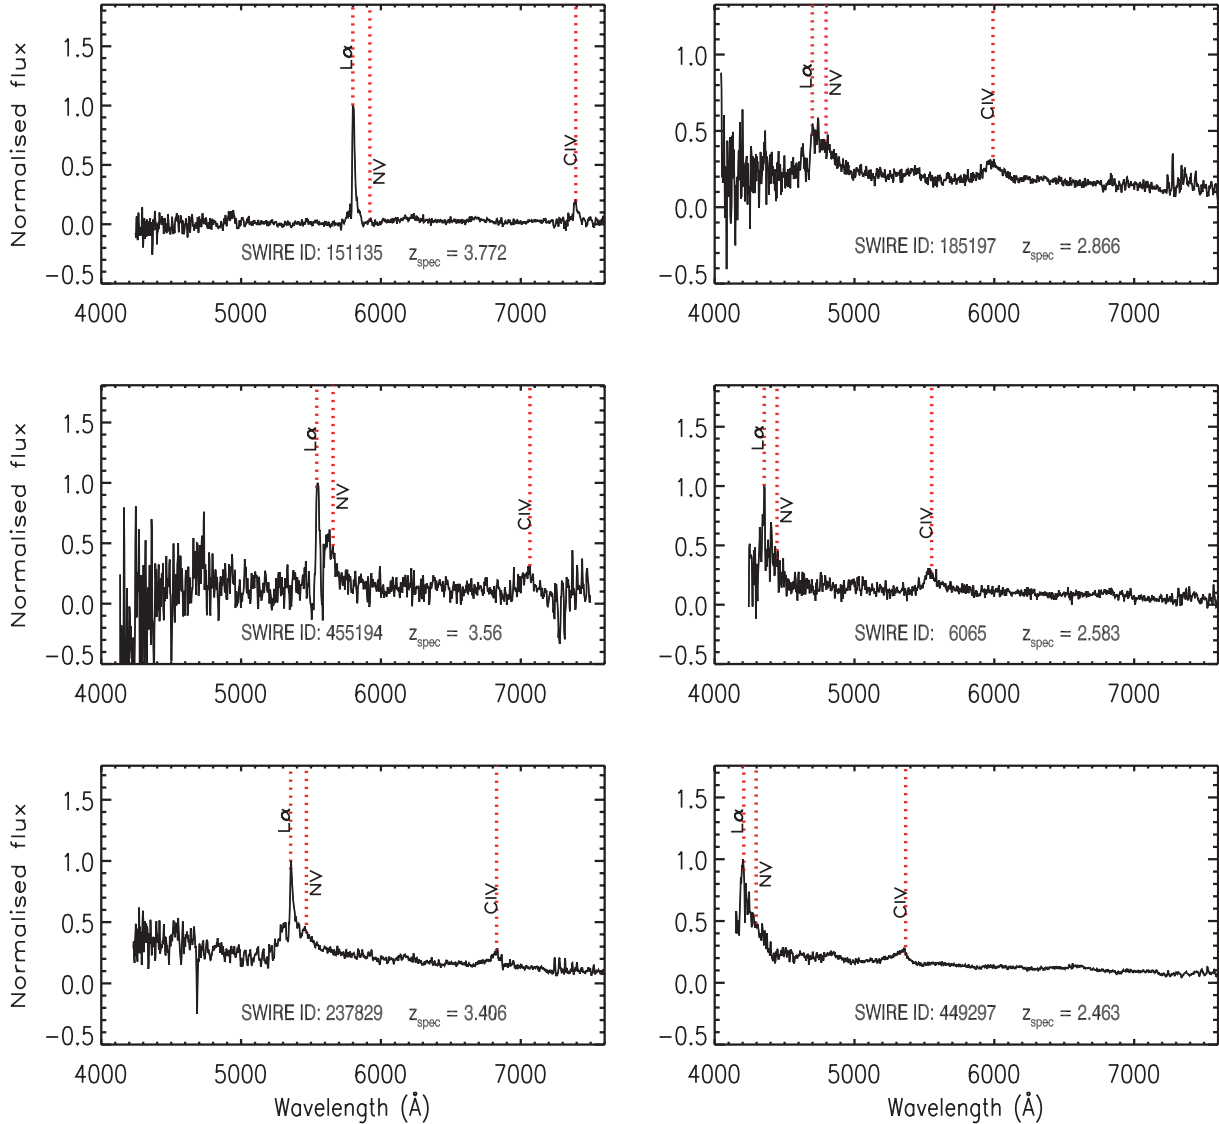 Normalised flux
1.5
1.0
0.5
0.0
−0.5
Lα
NV
CIV
SWIRE ID: 151135 z_spec = 3.772
4000 5000 6000 7000
1.0
0.5
0.0
−0.5
Lα
NV
CIV
SWIRE ID: 185197 z_spec = 2.866
4000 5000 6000 7000
Normalised flux
1.5
1.0
0.5
0.0
−0.5
Lα
NV
CIV
SWIRE ID: 455194 z_spec = 3.56
4000 5000 6000 7000
1.5
1.0
0.5
0.0
−0.5
Lα
NV
CIV
SWIRE ID: 6065 z_spec = 2.583
4000 5000 6000 7000
Normalised flux
1.5
1.0
0.5
0.0
−0.5
Lα
NV
CIV
SWIRE ID: 237829 z_spec = 3.406
4000 5000 6000 7000
Wavelength (Å)
1.5
1.0
0.5
0.0
−0.5
Lα
NV
CIV
SWIRE ID: 449297 z_spec = 2.463
4000 5000 6000 7000
Wavelength (Å)